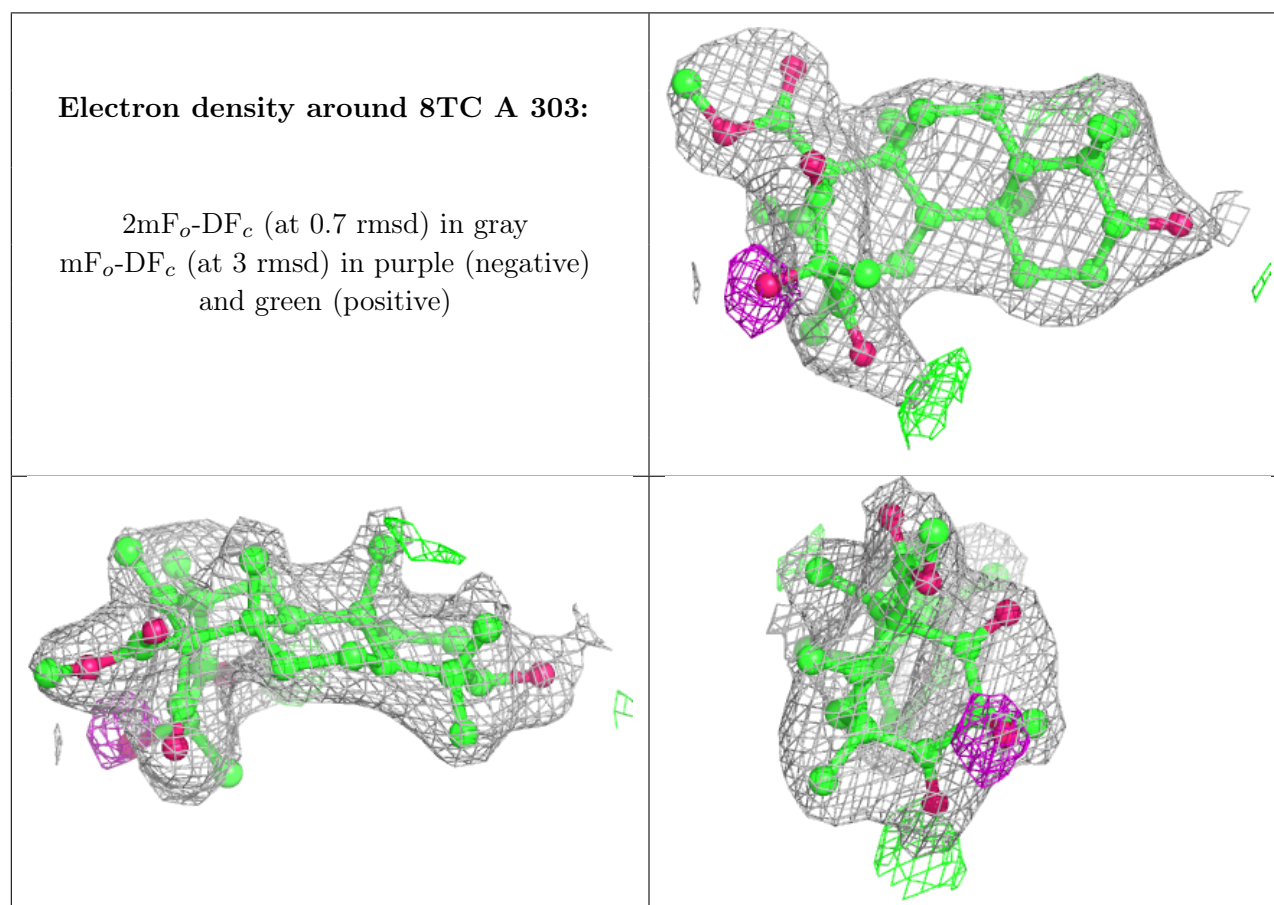 Electron density around 8TC A 303:
2mFₒ-DF𝒸 (at 0.7 rmsd) in gray
mFₒ-DF𝒸 (at 3 rmsd) in purple (negative)
and green (positive)